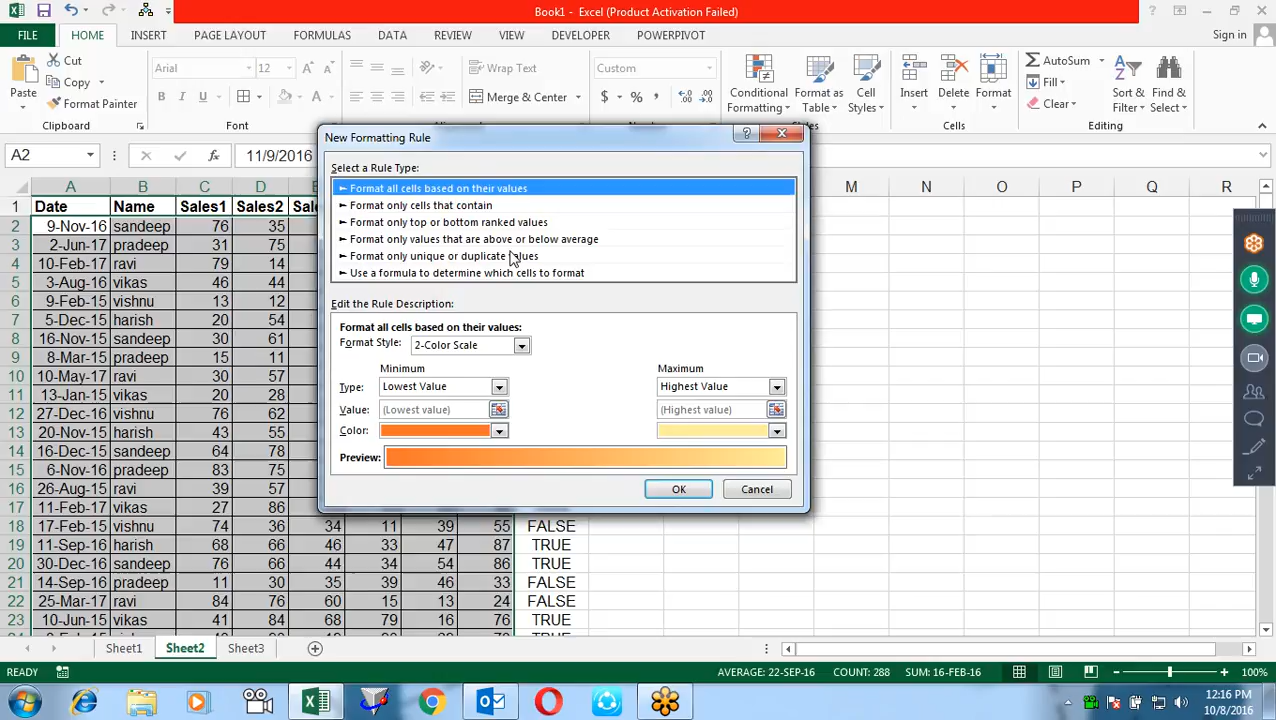 Book1 - Excel (Product Activation Failed)
FILE HOME INSERT PAGE LAYOUT FORMULAS DATA REVIEW VIEW DEVELOPER POWERPIVOT Sign in
Cut Arial 12 Wrap Text Custom AutoSum
Copy Fill
Paste Format Painter Merge & Center $ % Conditional Formatting Format as Table Cell Styles Insert Delete Format Clear Sort & Filter Find & Select
Clipboard Font Styles Cells Editing
A2 11/9/2016
A B C D M N O P Q R
1 Date Name Sales1 Sales2
2 9-Nov-16 sandeep 76 35
3 2-Jun-17 pradeep 31 75
4 10-Feb-17 ravi 79 14
5 3-Aug-16 vikas 46 44
6 9-Feb-16 vishnu 13 12
7 5-Dec-15 harish 20 54
8 16-Nov-15 sandeep 30 61
9 8-Mar-15 pradeep 15 11
10 10-May-17 ravi 30 57
11 13-Jan-15 vikas 20 28
12 27-Dec-16 vishnu 76 62
13 20-Nov-15 harish 43 55
14 16-Dec-15 sandeep 64 78
15 6-Nov-16 pradeep 83 75
16 26-Aug-15 ravi 39 57
17 11-Feb-17 vikas 27 86
18 17-Feb-15 vishnu 74 36 34 11 39 55 FALSE
19 11-Sep-16 harish 68 66 46 33 47 87 TRUE
20 30-Dec-16 sandeep 76 66 44 34 54 86 TRUE
21 14-Sep-16 pradeep 11 30 35 39 46 33 FALSE
22 25-Mar-17 ravi 84 76 60 15 13 24 FALSE
23 10-Jun-15 vikas 41 84 68 79 16 76 TRUE
New Formatting Rule
Select a Rule Type:
► Format all cells based on their values
► Format only cells that contain
► Format only top or bottom ranked values
► Format only values that are above or below average
► Format only unique or duplicate values
► Use a formula to determine which cells to format
Edit the Rule Description:
Format all cells based on their values:
Format Style: 2-Color Scale
Minimum Maximum
Type: Lowest Value Highest Value
Value: (Lowest value) (Highest value)
Color:
Preview:
OK Cancel
Sheet1 Sheet2 Sheet3
READY AVERAGE: 22-SEP-16 COUNT: 288 SUM: 16-FEB-16 100%
12:16 PM
10/8/2016